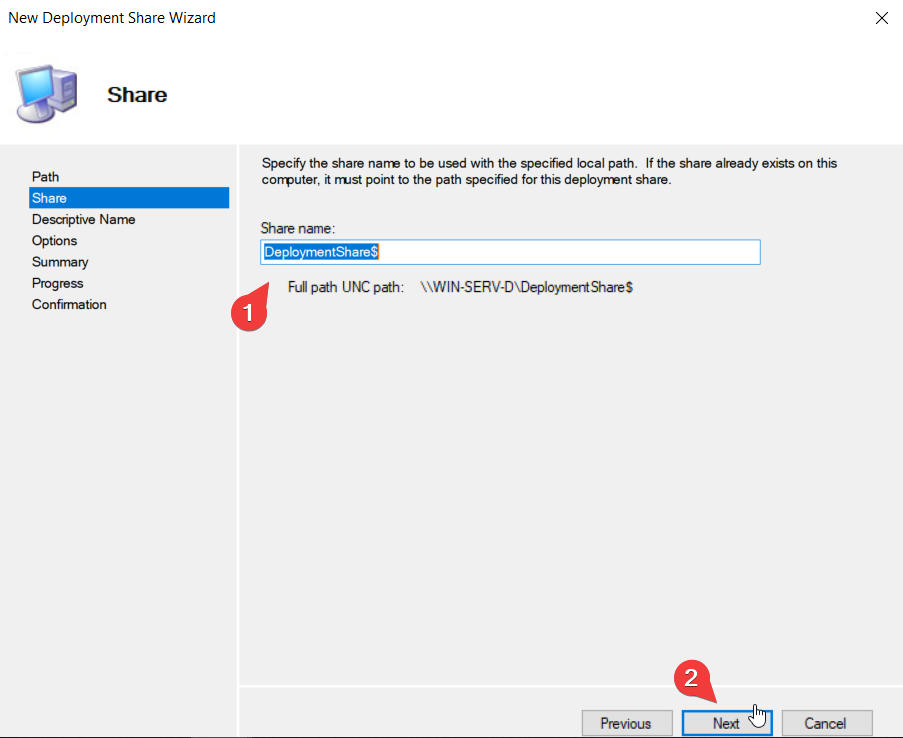 New Deployment Share Wizard
Share
Path
Share
Descriptive Name
Options
Summary
Progress
Confirmation
Specify the share name to be used with the specified local path. If the share already exists on this
computer, it must point to the path specified for this deployment share.
Share name:
DeploymentShare$
Full path UNC path: \\WIN-SERV-D\DeploymentShare$
1
2
Previous Next Cancel